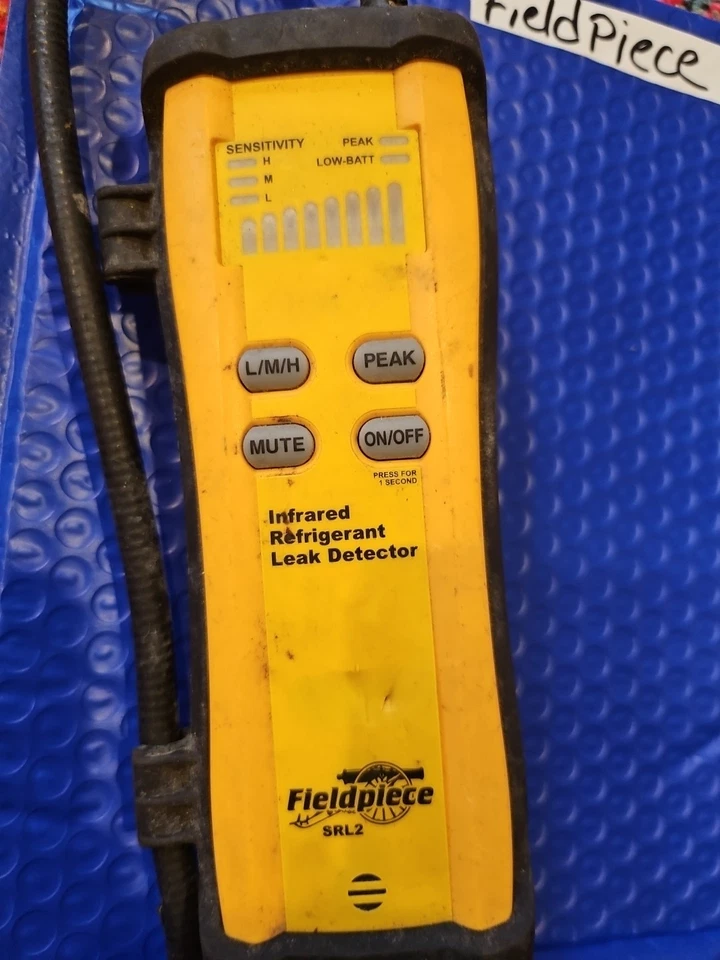 FieldPiece
SENSITIVITY
H
M
L
PEAK
LOW-BATT
L/M/H
PEAK
MUTE
ON/OFF
PRESS FOR
1 SECOND
Infrared
Refrigerant
Leak Detector
Fieldpiece
SRL2